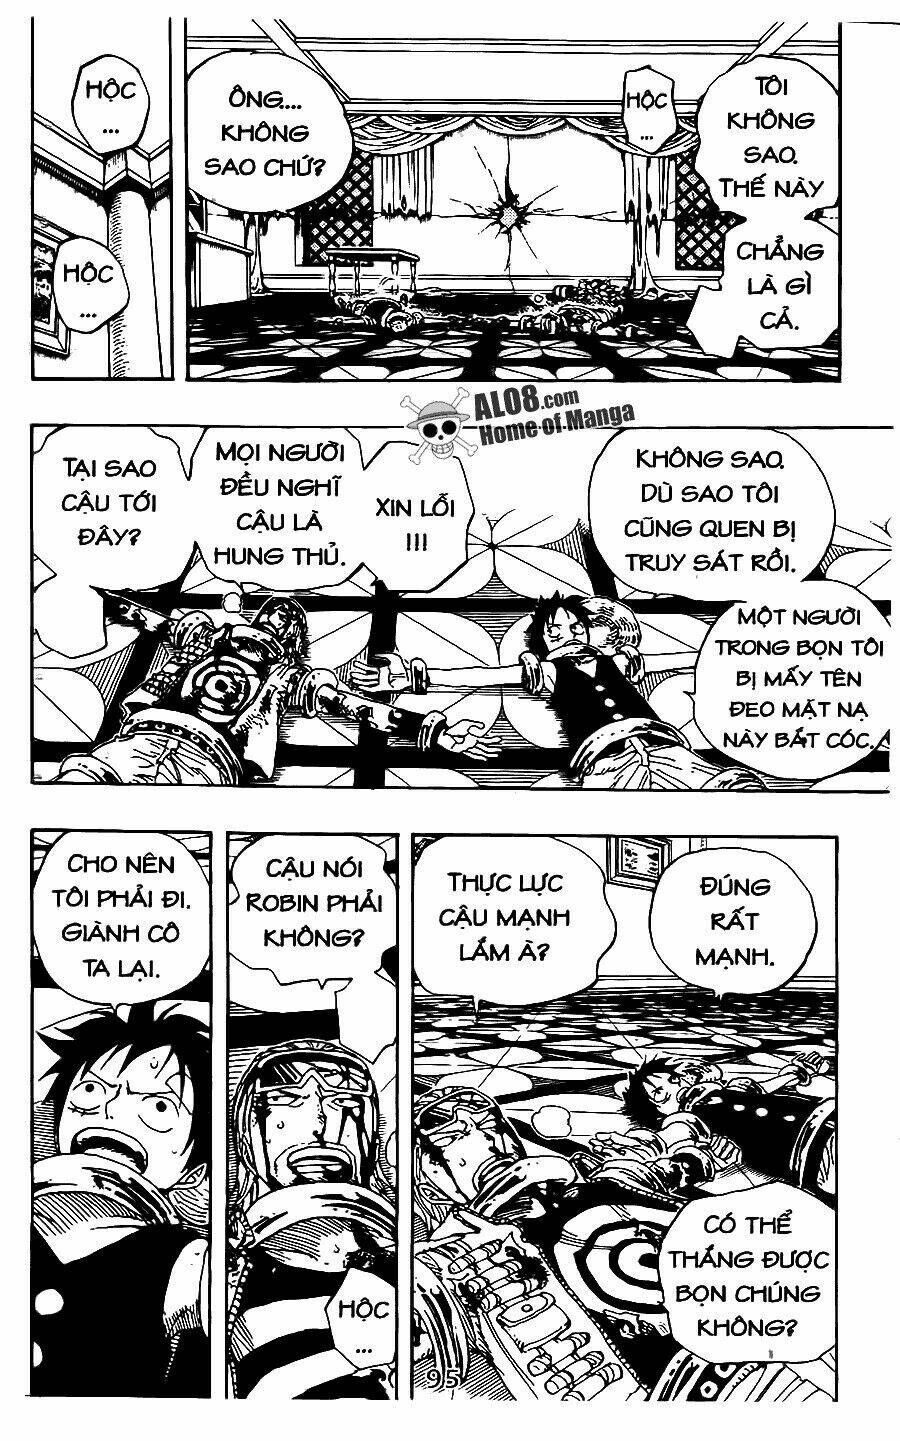 HỘC
...
HỘC
...
ÔNG....
KHÔNG
SAO CHỨ?
HỘC
...
TÔI
KHÔNG
SAO.
THẾ NÀY
CHẲNG
LÀ GÌ
CẢ.
AL08.com
Home of Manga
TẠI SAO
CẬU TỚI
ĐÂY?
MỌI NGƯỜI
ĐỀU NGHĨ
CẬU LÀ
HUNG THỦ.
XIN LỖI
!!!
KHÔNG SAO.
DÙ SAO TÔI
CŨNG QUEN BỊ
TRUY SÁT RỒI.
MỘT NGƯỜI
TRONG BỌN TÔI
BỊ MẤY TÊN
ĐEO MẶT NẠ
NÀY BẮT CÓC.
CHO NÊN
TÔI PHẢI ĐI.
GIÀNH CÔ
TA LẠI.
CẬU NÓI
ROBIN PHẢI
KHÔNG?
HỘC
...
THỰC LỰC
CẬU MẠNH
LẮM À?
ĐÚNG
RẤT
MẠNH.
CÓ THỂ
THẮNG ĐƯỢC
BỌN CHÚNG
KHÔNG?
95